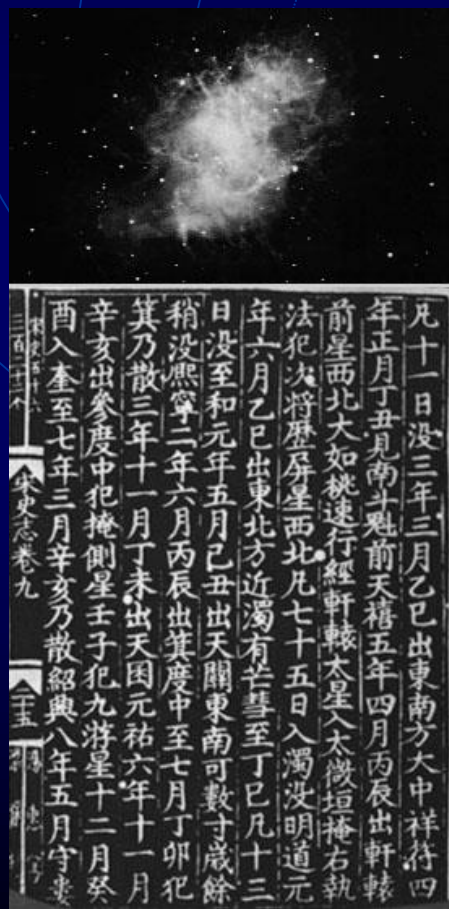 凡十一日没三年三月乙巳出東南方大中祥符四
年正月丁丑見南斗魁前天禧五年四月丙辰出軒轅
前星西北大如桃速行經軒轅太星入太微垣掩右執
法犯次將歷屏星西北凡七十五日入濁没明道元
年六月乙巳出東北方近濁有芒彗至丁巳凡十三
日没至和元年五月己丑出天關東南可數寸歲餘
稍没熙寧二年六月丙辰出箕度中至七月丁卯犯
箕乃散三年十一月丁未出天囷元祐六年十一月
辛亥出參度中犯掩側星壬子犯九游星十二月癸
酉入奎至七年三月辛亥乃散紹興八年五月守婁
宋史志卷九
二十五